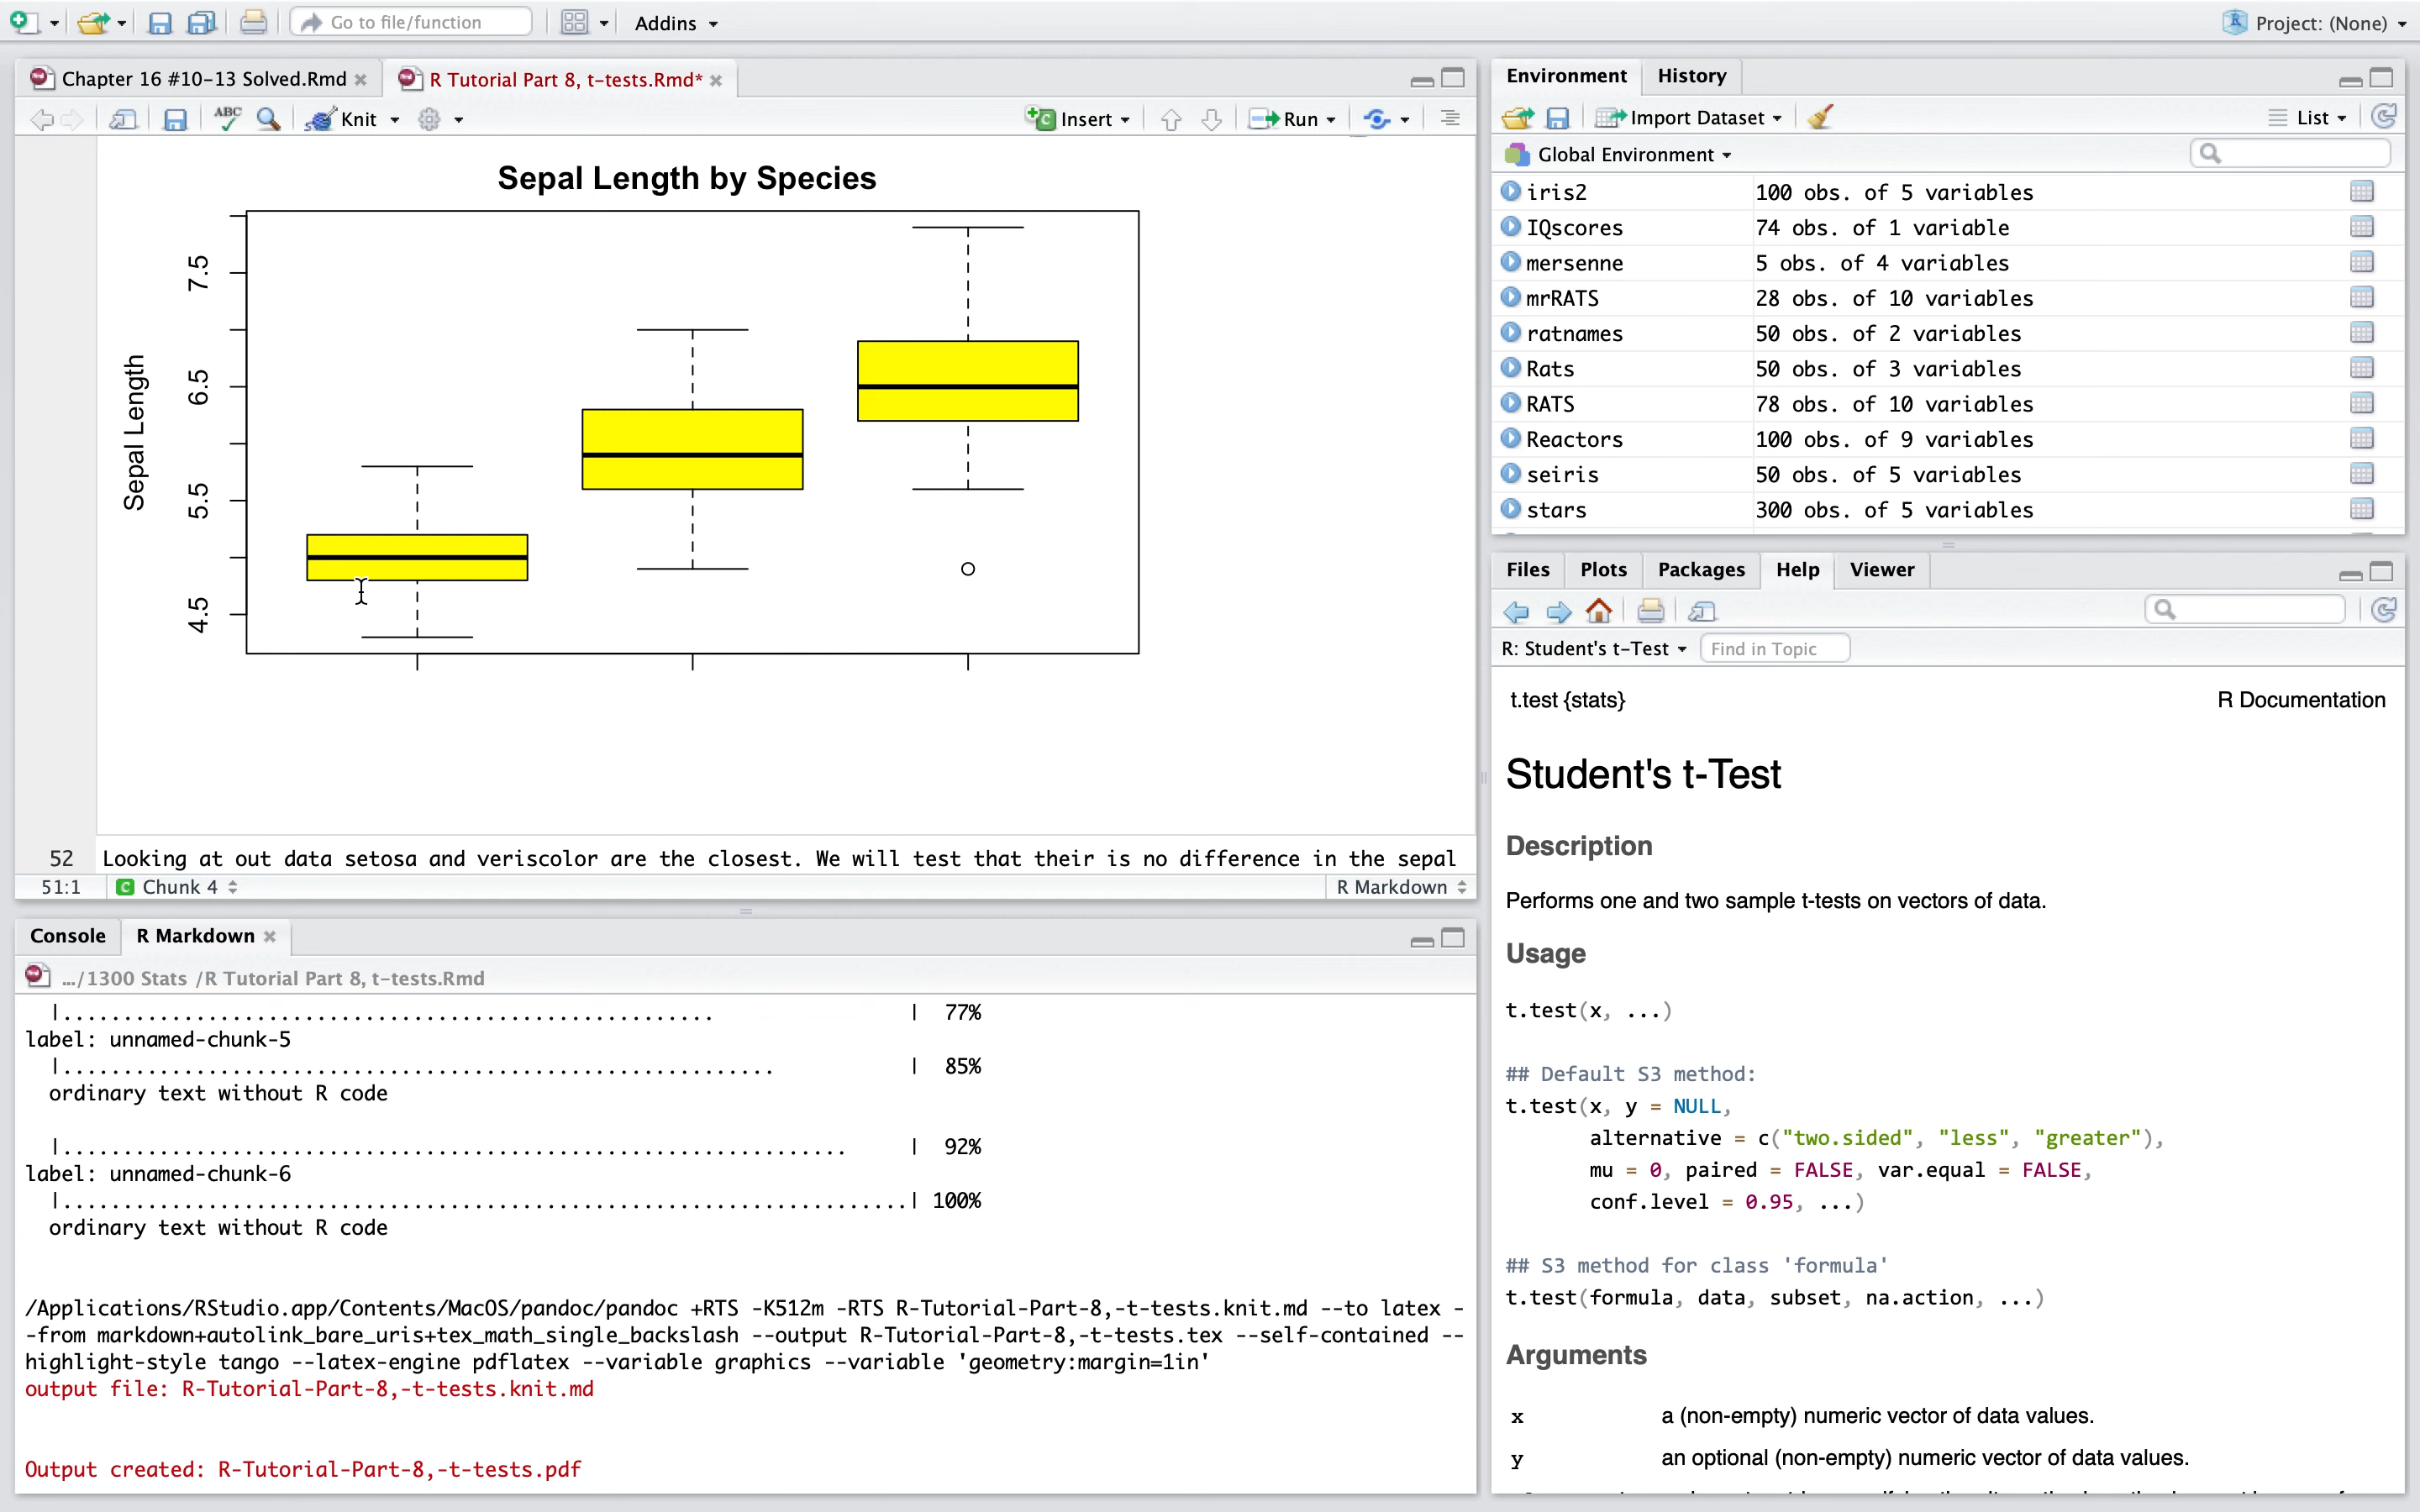 Go to file/function
Addins
Project: (None)
Chapter 16 #10-13 Solved.Rmd
R Tutorial Part 8, t-tests.Rmd*
ABC
Knit
Insert
Run
Sepal Length by Species
Sepal Length
7.5
6.5
5.5
4.5
52 Looking at out data setosa and veriscolor are the closest. We will test that their is no difference in the sepal
51:1 C Chunk 4 R Markdown
Console
R Markdown
.../1300 Stats /R Tutorial Part 8, t-tests.Rmd
|...................................................... | 77%
label: unnamed-chunk-5
|........................................................... | 85%
ordinary text without R code
|................................................................. | 92%
label: unnamed-chunk-6
|......................................................................| 100%
ordinary text without R code
/Applications/RStudio.app/Contents/MacOS/pandoc/pandoc +RTS -K512m -RTS R-Tutorial-Part-8,-t-tests.knit.md --to latex -
-from markdown+autolink_bare_uris+tex_math_single_backslash --output R-Tutorial-Part-8,-t-tests.tex --self-contained --
highlight-style tango --latex-engine pdflatex --variable graphics --variable 'geometry:margin=1in'
output file: R-Tutorial-Part-8,-t-tests.knit.md
Output created: R-Tutorial-Part-8,-t-tests.pdf
Environment
History
Import Dataset
List
Global Environment
iris2 100 obs. of 5 variables
IQscores 74 obs. of 1 variable
mersenne 5 obs. of 4 variables
mrRATS 28 obs. of 10 variables
ratnames 50 obs. of 2 variables
Rats 50 obs. of 3 variables
RATS 78 obs. of 10 variables
Reactors 100 obs. of 9 variables
seiris 50 obs. of 5 variables
stars 300 obs. of 5 variables
Files
Plots
Packages
Help
Viewer
R: Student's t-Test
Find in Topic
t.test {stats} R Documentation
Student's t-Test
Description
Performs one and two sample t-tests on vectors of data.
Usage
t.test(x, ...)
## Default S3 method:
t.test(x, y = NULL,
alternative = c("two.sided", "less", "greater"),
mu = 0, paired = FALSE, var.equal = FALSE,
conf.level = 0.95, ...)
## S3 method for class 'formula'
t.test(formula, data, subset, na.action, ...)
Arguments
x a (non-empty) numeric vector of data values.
y an optional (non-empty) numeric vector of data values.